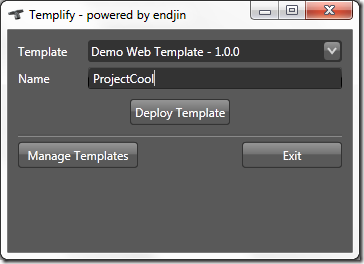 Templify - powered by endjin
Template Demo Web Template - 1.0.0
Name ProjectCool
Deploy Template
Manage Templates Exit